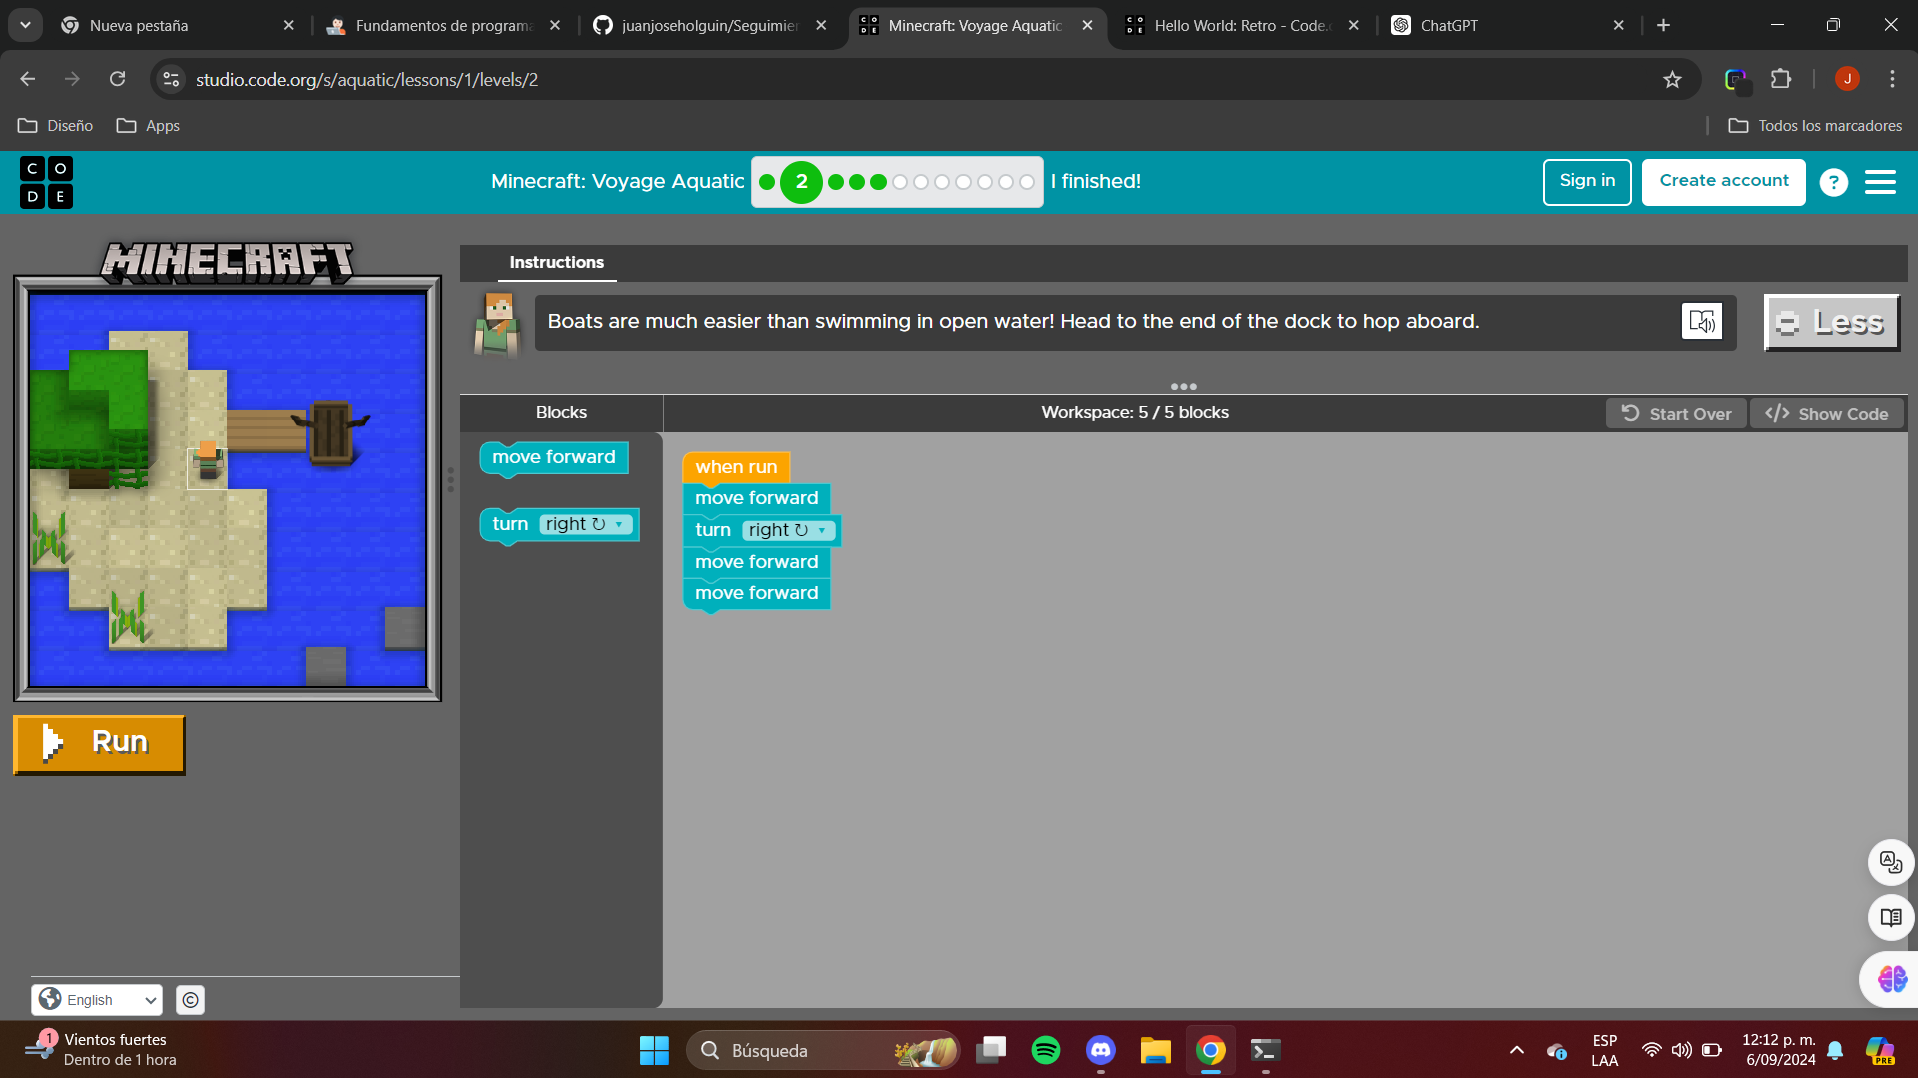 Nueva pestaña
Fundamentos de programa
juanjoseholguin/Seguimier
Minecraft: Voyage Aquatic
Hello World: Retro - Code.o
ChatGPT
studio.code.org/s/aquatic/lessons/1/levels/2
J
Diseño
Apps
Todos los marcadores
C O
D E
Minecraft: Voyage Aquatic
2
I finished!
Sign in
Create account
?
MINECRAFT
Instructions
Boats are much easier than swimming in open water! Head to the end of the dock to hop aboard.
Less
Blocks
Workspace: 5 / 5 blocks
Start Over
</> Show Code
move forward
turn right ↻
when run
move forward
turn right ↻
move forward
move forward
Run
English
©
1
Vientos fuertes
Dentro de 1 hora
Búsqueda
ESP
LAA
12:12 p. m.
6/09/2024
PRE